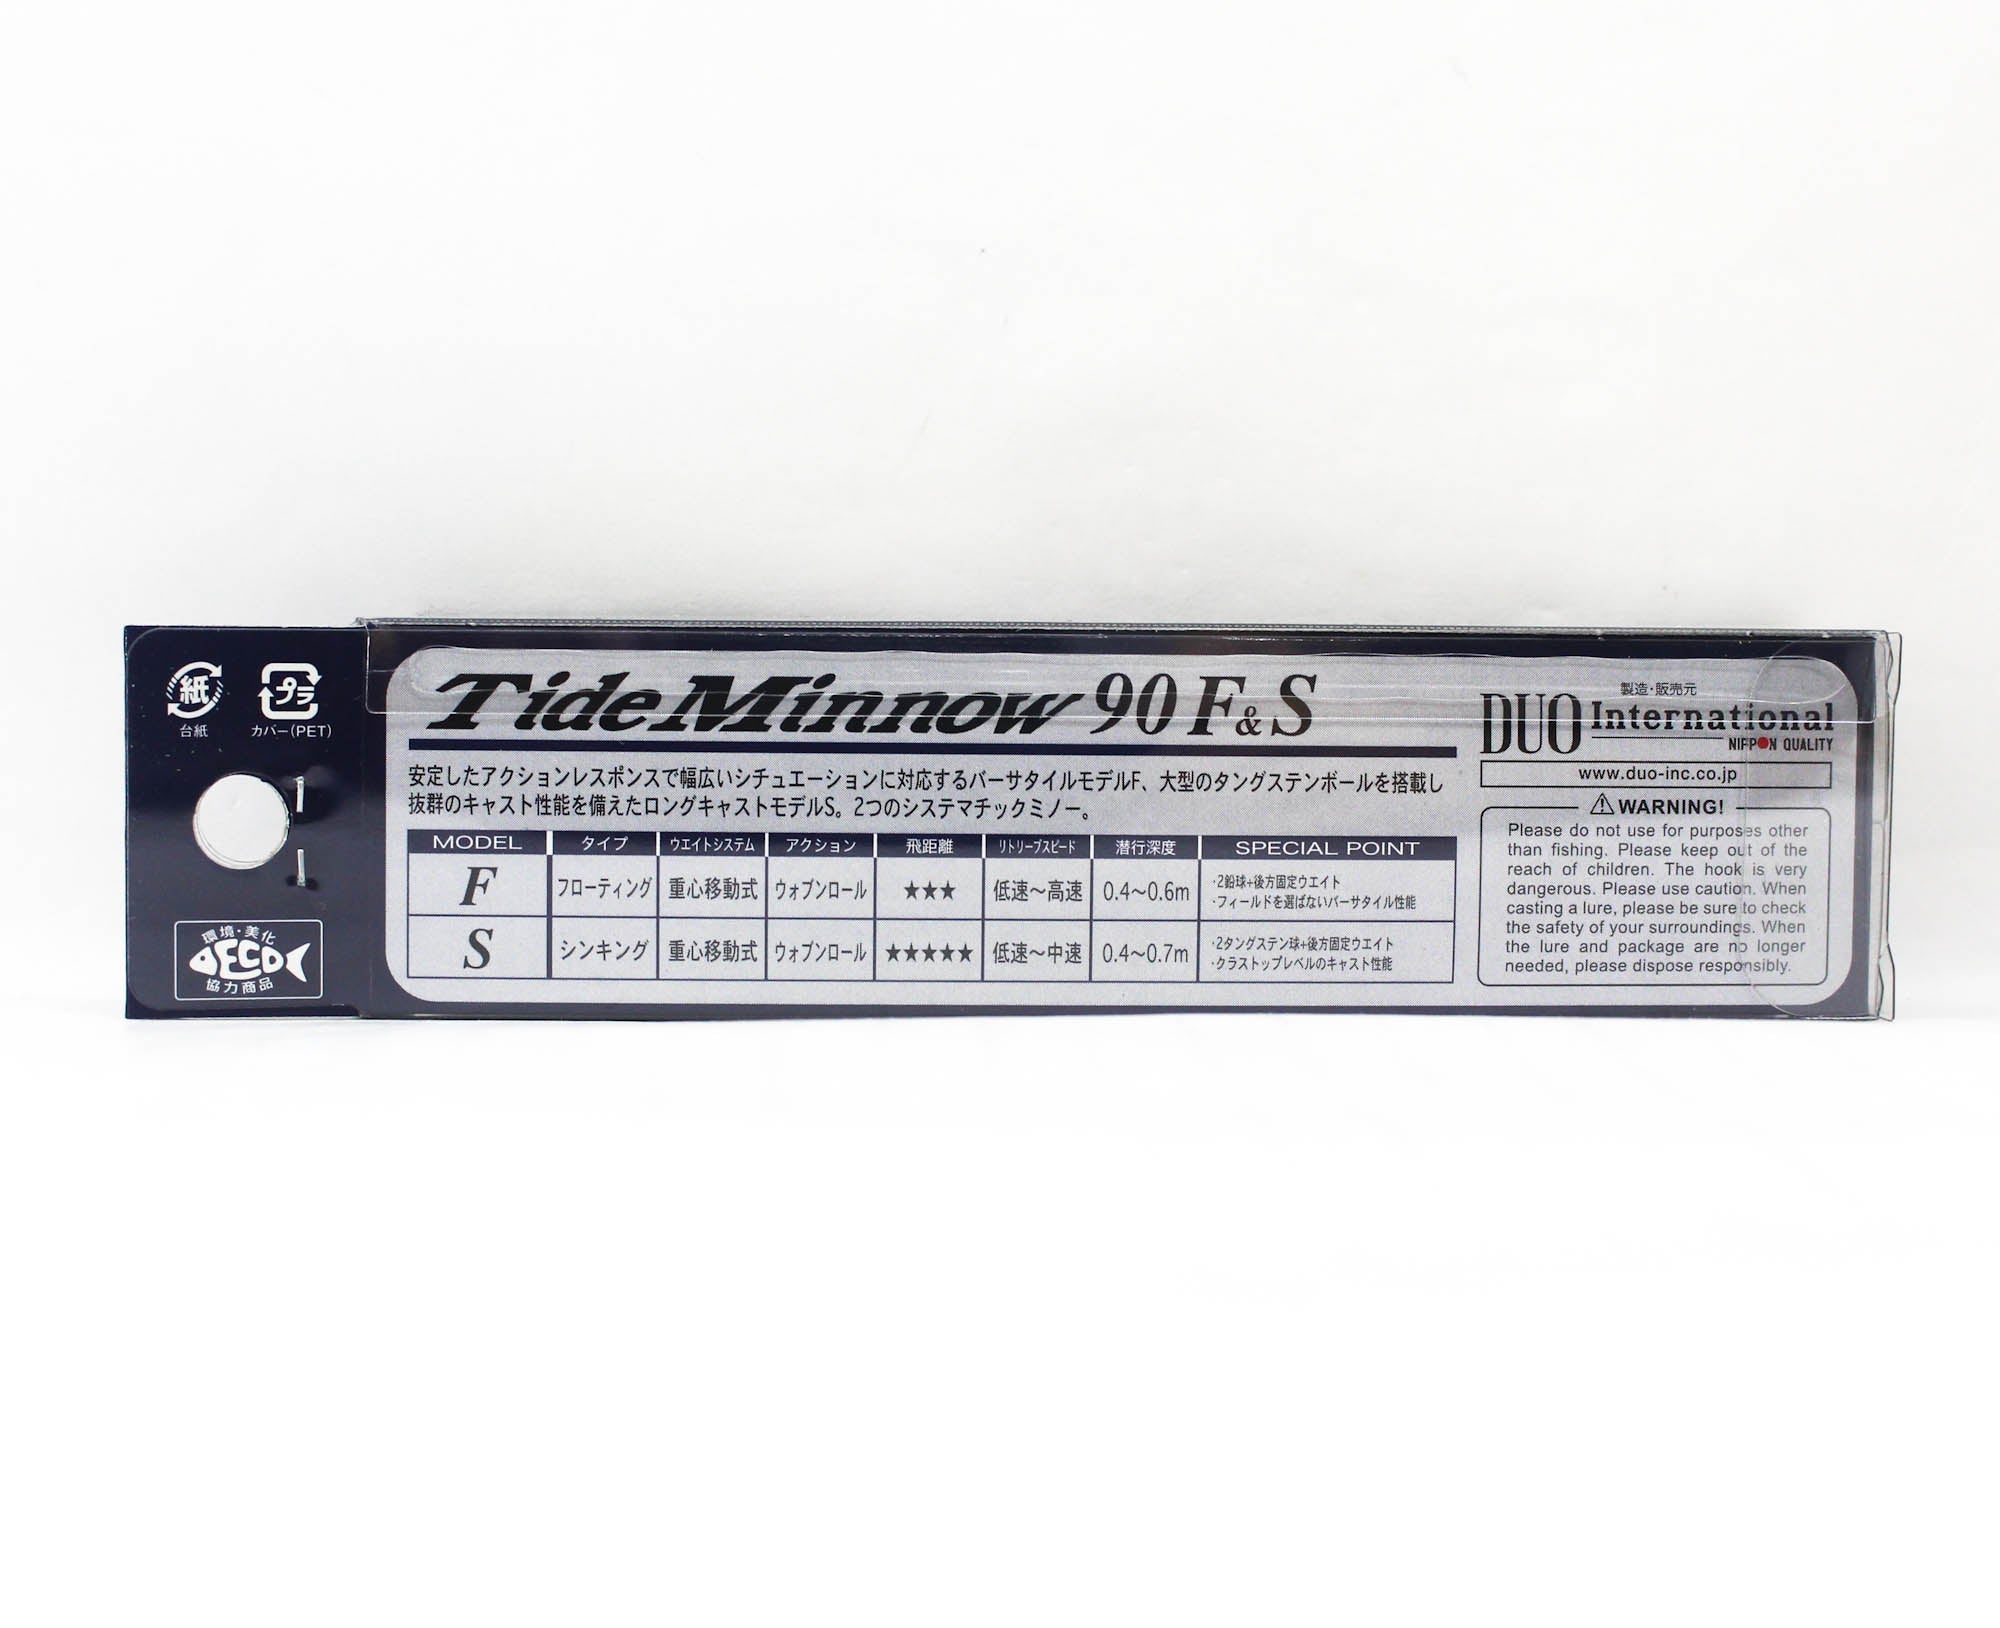 紙
台紙
プラ
カバー(PET)
環境・美化
ECO
協力商品
Tide Minnow 90 F&S
安定したアクションレスポンスで幅広いシチュエーションに対応するバーサタイルモデルF、大型のタングステンボールを搭載し
抜群のキャスト性能を備えたロングキャストモデルS。2つのシステマチックミノー。
MODEL タイプ ウエイトシステム アクション 飛距離 リトリーブスピード 潜行深度 SPECIAL POINT
F フローティング 重心移動式 ウォブンロール ★★★ 低速〜高速 0.4〜0.6m ・2鉛球+後方固定ウエイト
・フィールドを選ばないバーサタイル性能
S シンキング 重心移動式 ウォブンロール ★★★★★ 低速〜中速 0.4〜0.7m ・2タングステン球+後方固定ウエイト
・クラストップレベルのキャスト性能
製造・販売元
DUO International
NIPPON QUALITY
www.duo-inc.co.jp
⚠WARNING!
Please do not use for purposes other
than fishing. Please keep out of the
reach of children. The hook is very
dangerous. Please use caution. When
casting a lure, please be sure to check
the safety of your surroundings. When
the lure and package are no longer
needed, please dispose responsibly.